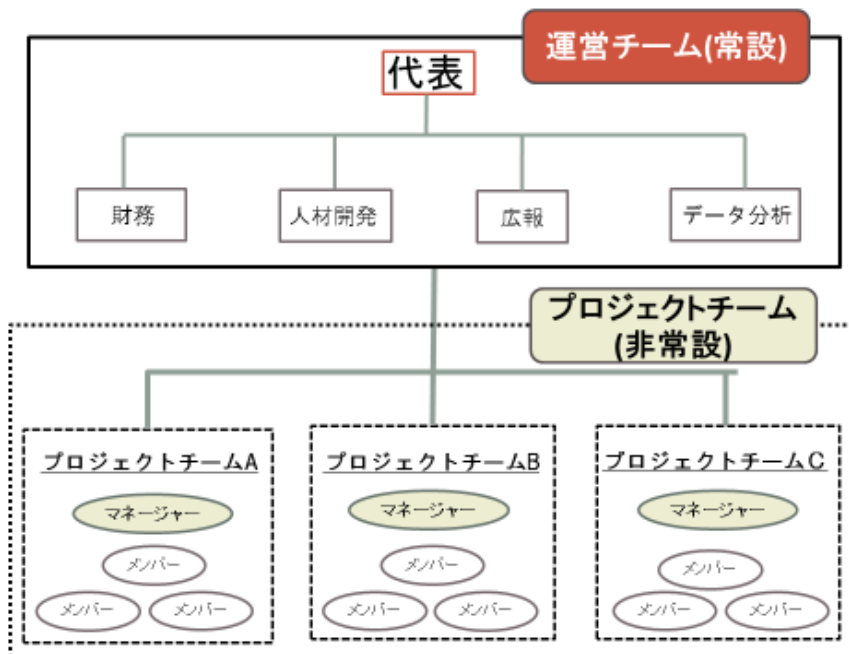 運営チーム(常設)
代表
財務
人材開発
広報
データ分析
プロジェクトチーム
(非常設)
プロジェクトチームA
マネージャー
メンバー
メンバー
メンバー
プロジェクトチームB
マネージャー
メンバー
メンバー
メンバー
プロジェクトチームC
マネージャー
メンバー
メンバー
メンバー